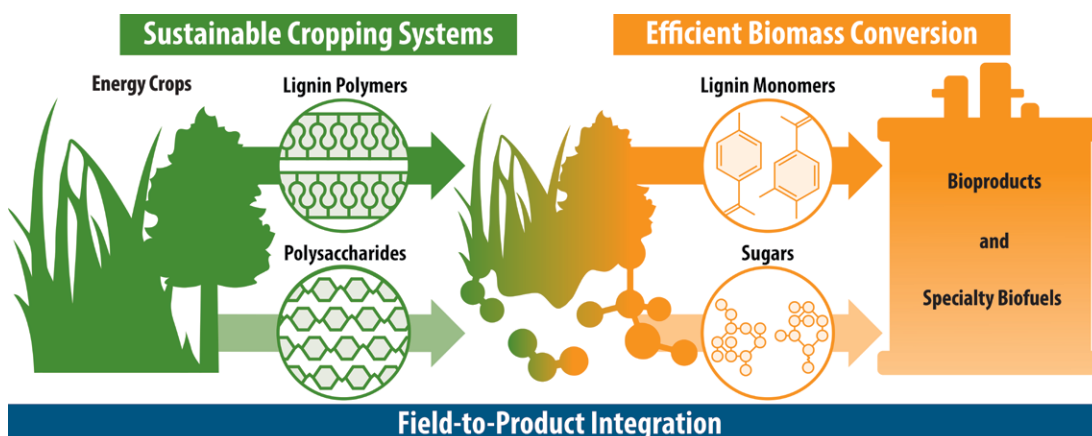 Sustainable Cropping Systems
Efficient Biomass Conversion
Energy Crops
Lignin Polymers
Lignin Monomers
Polysaccharides
Sugars
Bioproducts
and
Specialty Biofuels
Field-to-Product Integration